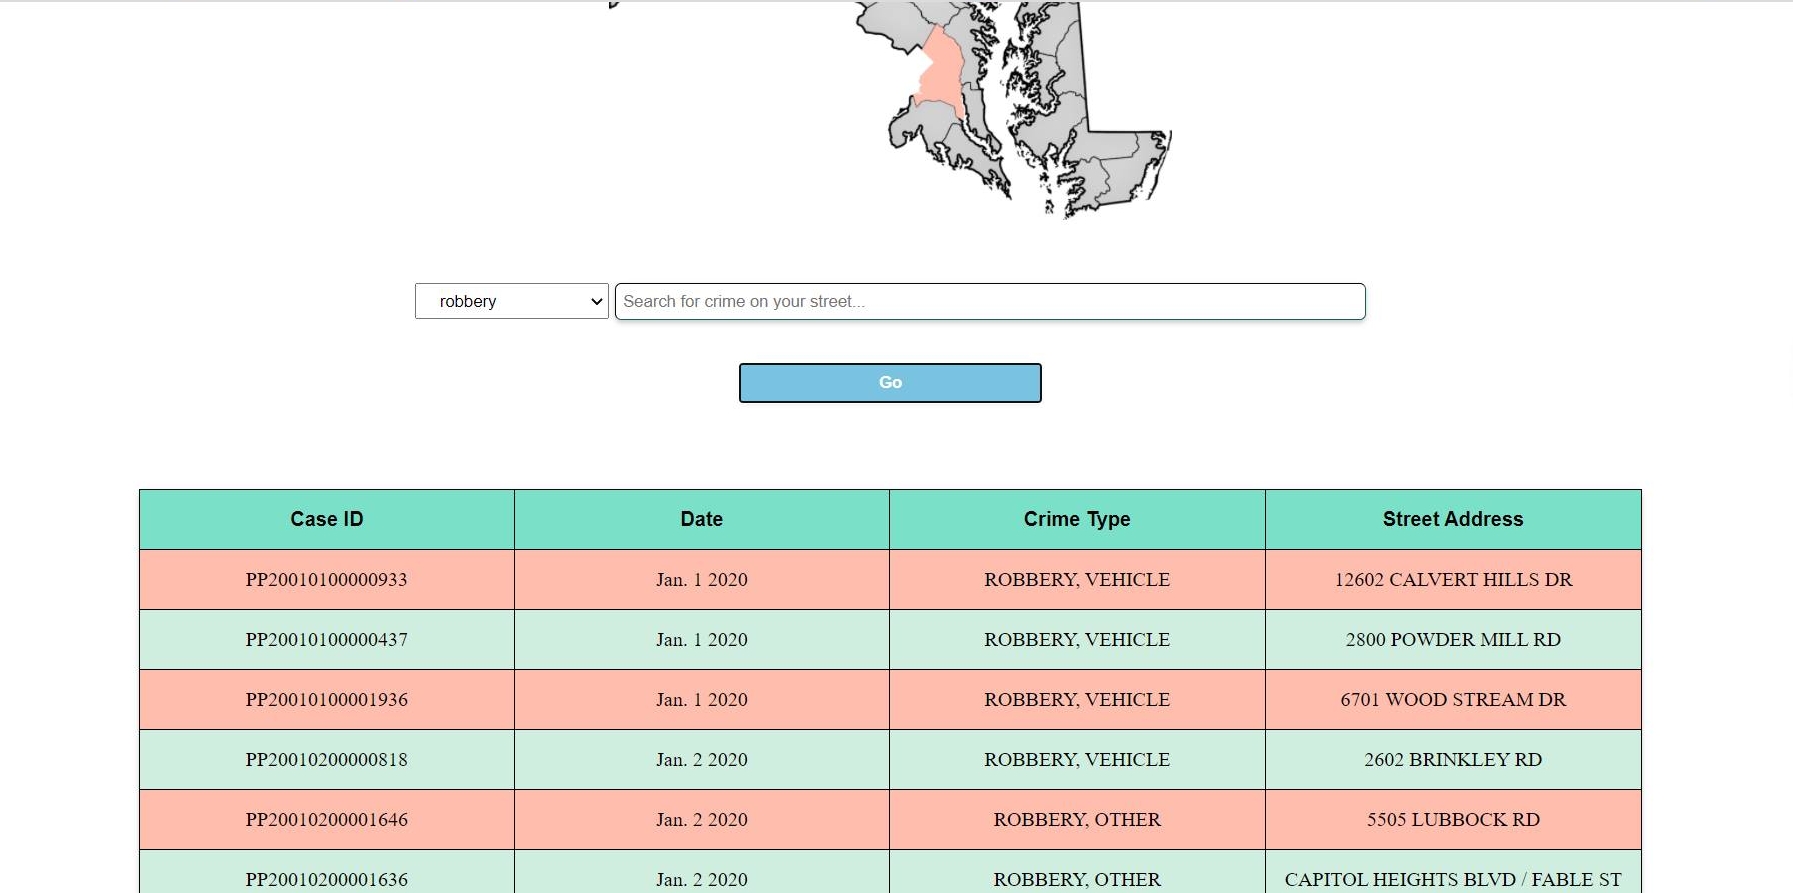 robbery Search for crime on your street...
Go
Case ID Date Crime Type Street Address
PP20010100000933 Jan. 1 2020 ROBBERY, VEHICLE 12602 CALVERT HILLS DR
PP20010100000437 Jan. 1 2020 ROBBERY, VEHICLE 2800 POWDER MILL RD
PP20010100001936 Jan. 1 2020 ROBBERY, VEHICLE 6701 WOOD STREAM DR
PP20010200000818 Jan. 2 2020 ROBBERY, VEHICLE 2602 BRINKLEY RD
PP20010200001646 Jan. 2 2020 ROBBERY, OTHER 5505 LUBBOCK RD
PP20010200001636 Jan. 2 2020 ROBBERY, OTHER CAPITOL HEIGHTS BLVD / FABLE ST